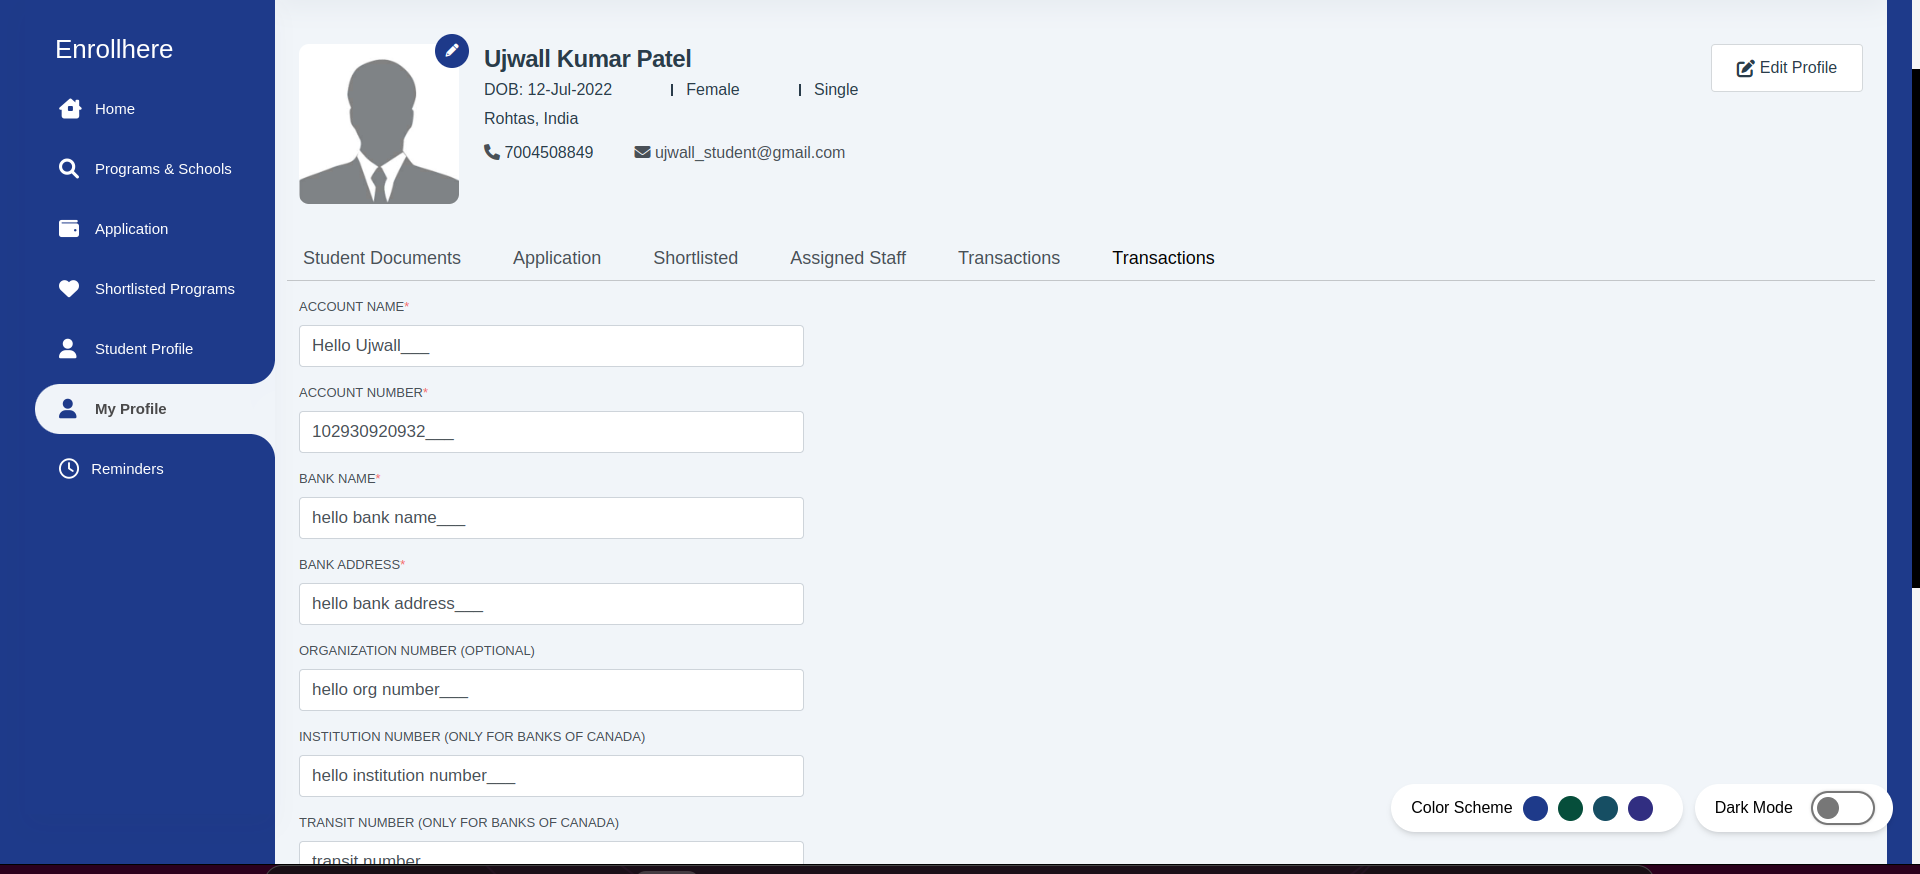 Enrollhere
Home
Programs & Schools
Application
Shortlisted Programs
Student Profile
My Profile
Reminders
Ujwall Kumar Patel
DOB: 12-Jul-2022 | Female | Single
Rohtas, India
7004508849 ujwall_student@gmail.com
Edit Profile
Student Documents Application Shortlisted Assigned Staff Transactions Transactions
ACCOUNT NAME*
Hello Ujwall___
ACCOUNT NUMBER*
102930920932___
BANK NAME*
hello bank name___
BANK ADDRESS*
hello bank address___
ORGANIZATION NUMBER (OPTIONAL)
hello org number___
INSTITUTION NUMBER (ONLY FOR BANKS OF CANADA)
hello institution number___
TRANSIT NUMBER (ONLY FOR BANKS OF CANADA)
transit number
Color Scheme
Dark Mode